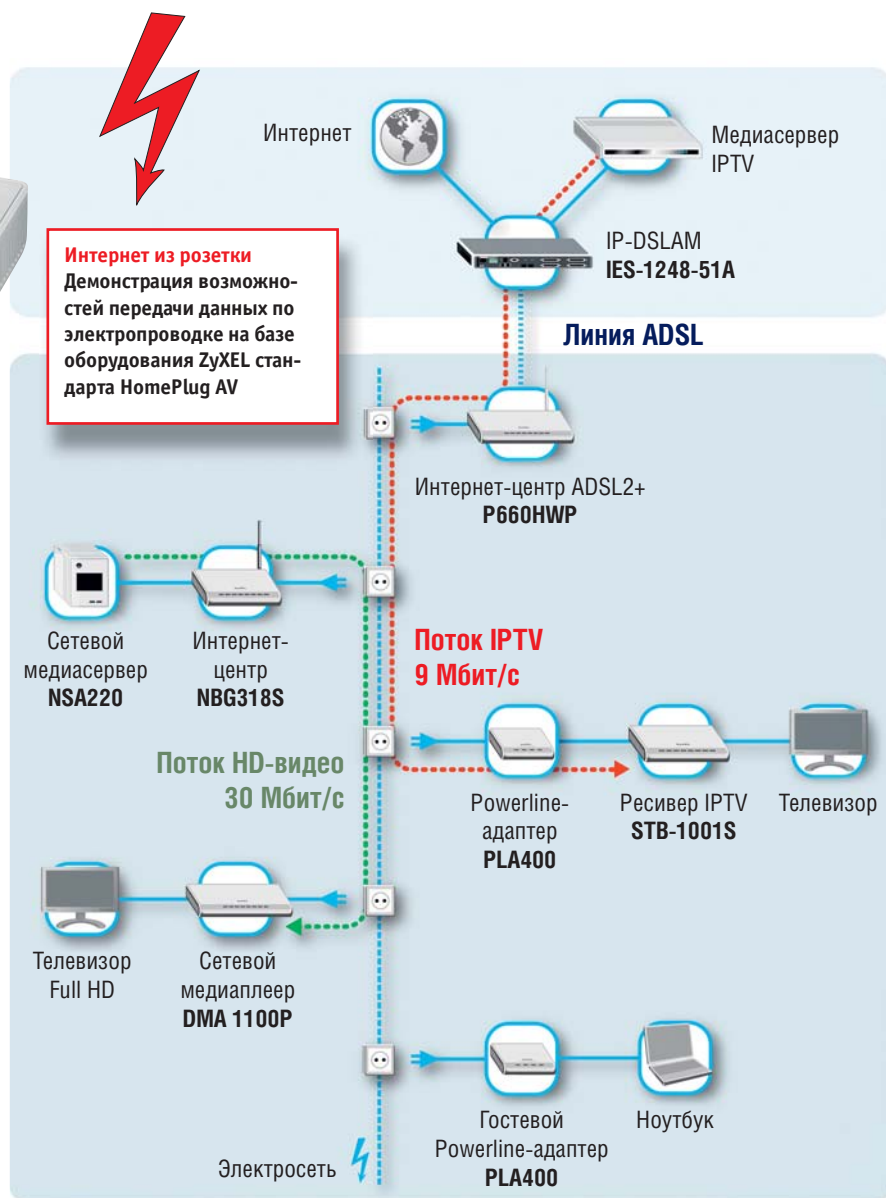 Интернет
Медиасервер
IPTV
IP-DSLAM
IES-1248-51A
Интернет из розетки
Демонстрация возможно-
стей передачи данных по
электропроводке на базе
оборудования ZyXEL стан-
дарта HomePlug AV
Линия ADSL
Интернет-центр ADSL2+
P660HWP
Сетевой
медиасервер
NSA220
Интернет-
центр
NBG318S
Поток IPTV
9 Мбит/с
Поток HD-видео
30 Мбит/с
Powerline-
адаптер
PLA400
Ресивер IPTV
STB-1001S
Телевизор
Телевизор
Full HD
Сетевой
медиаплеер
DMA 1100P
Гостевой
Powerline-адаптер
PLA400
Ноутбук
Электросеть